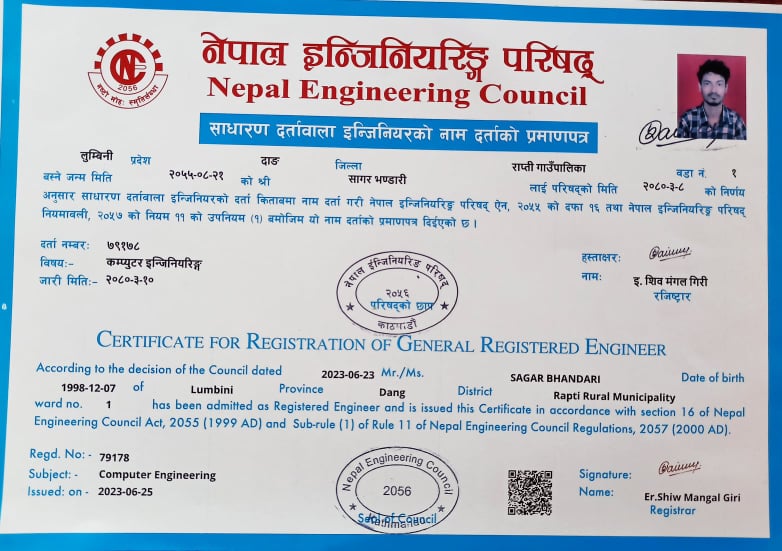 नेपाल इन्जिनियरिङ्ग परिषद्
Nepal Engineering Council
2056
साधारण दर्तावाला इन्जिनियरको नाम दर्ताको प्रमाणपत्र
लुम्बिनी प्रदेश दाङ जिल्ला राप्ती गाउँपालिका वडा नं. १
बस्ने जन्म मिति २०५५-०८-२१ को श्री सागर भण्डारी लाई परिषद्को मिति २०८०-३-८ को निर्णय
अनुसार साधारण दर्तावाला इन्जिनियरको दर्ता किताबमा नाम दर्ता गरी नेपाल इन्जिनियरिङ्ग परिषद् ऐन, २०५५ को दफा १६ तथा नेपाल इन्जिनियरिङ्ग परिषद्
नियमावली, २०५७ को नियम ११ को उपनियम (१) बमोजिम यो नाम दर्ताको प्रमाणपत्र दिईएको छ ।
दर्ता नम्बरः ७९१७८
विषयः- कम्प्युटर इन्जिनियरिङ्ग
जारी मितिः- २०८०-३-१०
नेपाल इन्जिनियरिङ परिषद्
२०५६
परिषद्को छाप
काठमाडौं
हस्ताक्षरः
नामः इ. शिव मंगल गिरी
रजिष्ट्रार
CERTIFICATE FOR REGISTRATION OF GENERAL REGISTERED ENGINEER
According to the decision of the Council dated 2023-06-23 Mr./Ms. SAGAR BHANDARI Date of birth
1998-12-07 of Lumbini Province Dang District Rapti Rural Municipality
ward no. 1 has been admitted as Registered Engineer and is issued this Certificate in accordance with section 16 of Nepal
Engineering Council Act, 2055 (1999 AD) and Sub-rule (1) of Rule 11 of Nepal Engineering Council Regulations, 2057 (2000 AD).
Regd. No: - 79178
Subject: - Computer Engineering
Issued: on - 2023-06-25
Nepal Engineering Council
2056
Seal of Council
Kathmandu
Signature:
Name: Er.Shiw Mangal Giri
Registrar